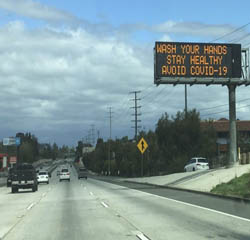 WASH YOUR HANDS
STAY HEALTHY
AVOID COVID-19